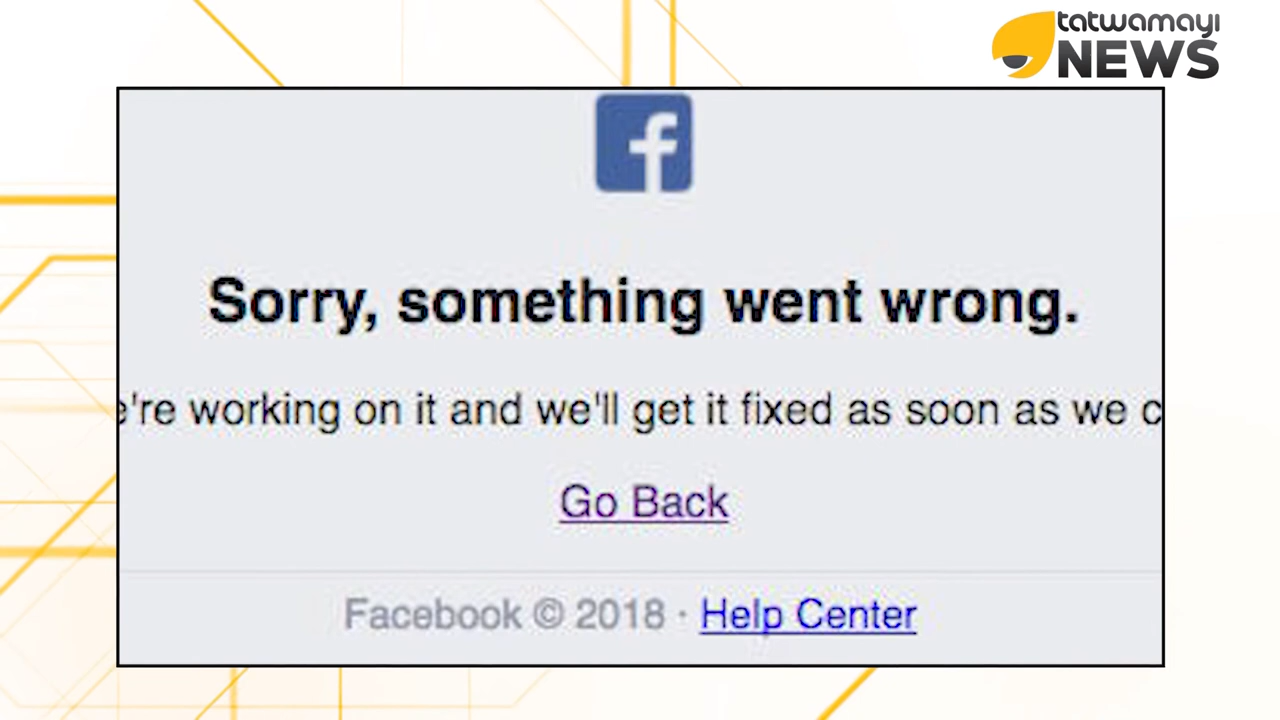 tatwamayi
NEWS
f
Sorry, something went wrong.
e're working on it and we'll get it fixed as soon as we c
Go Back
Facebook © 2018 · Help Center